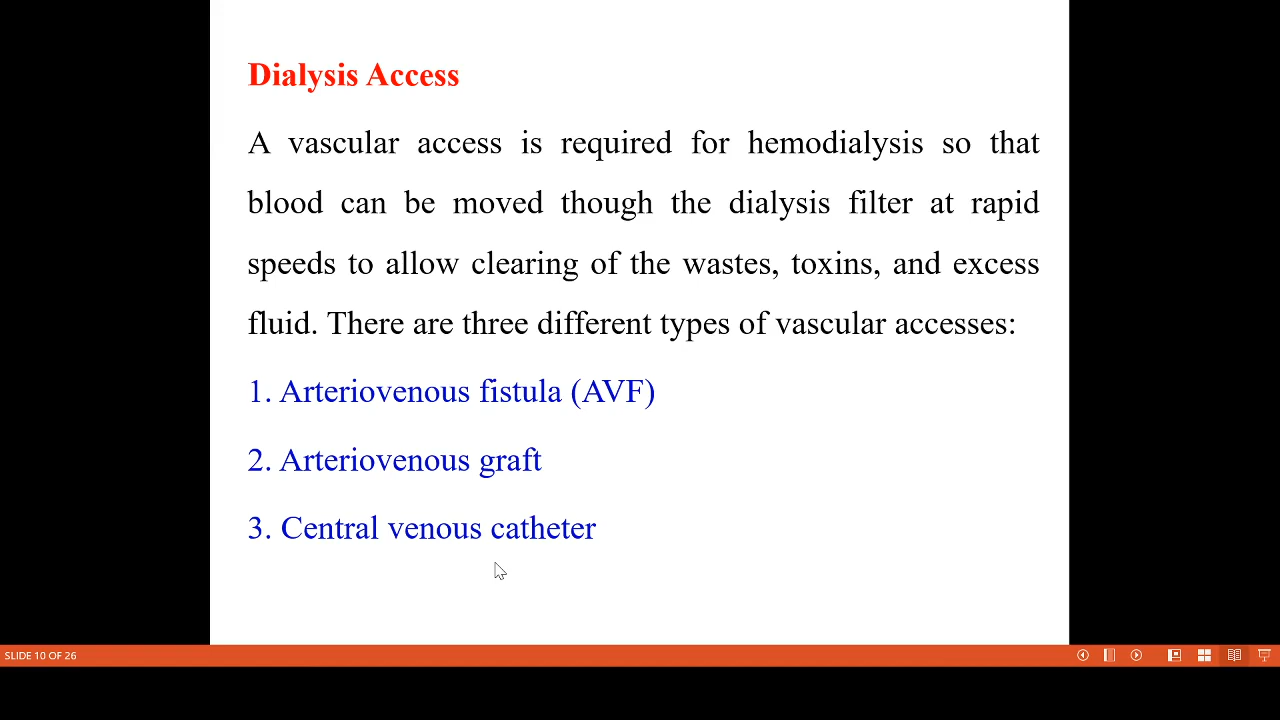 Dialysis Access
A vascular access is required for hemodialysis so that
blood can be moved though the dialysis filter at rapid
speeds to allow clearing of the wastes, toxins, and excess
fluid. There are three different types of vascular accesses:
1. Arteriovenous fistula (AVF)
2. Arteriovenous graft
3. Central venous catheter
SLIDE 10 OF 26